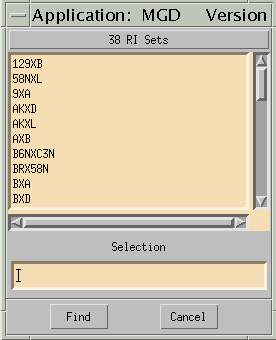 Application: MGD Version
38 RI Sets
129XB
58NXL
9XA
AKXD
AKXL
AXB
B6NXC3N
BRX58N
BXA
BXD
Selection
Find Cancel